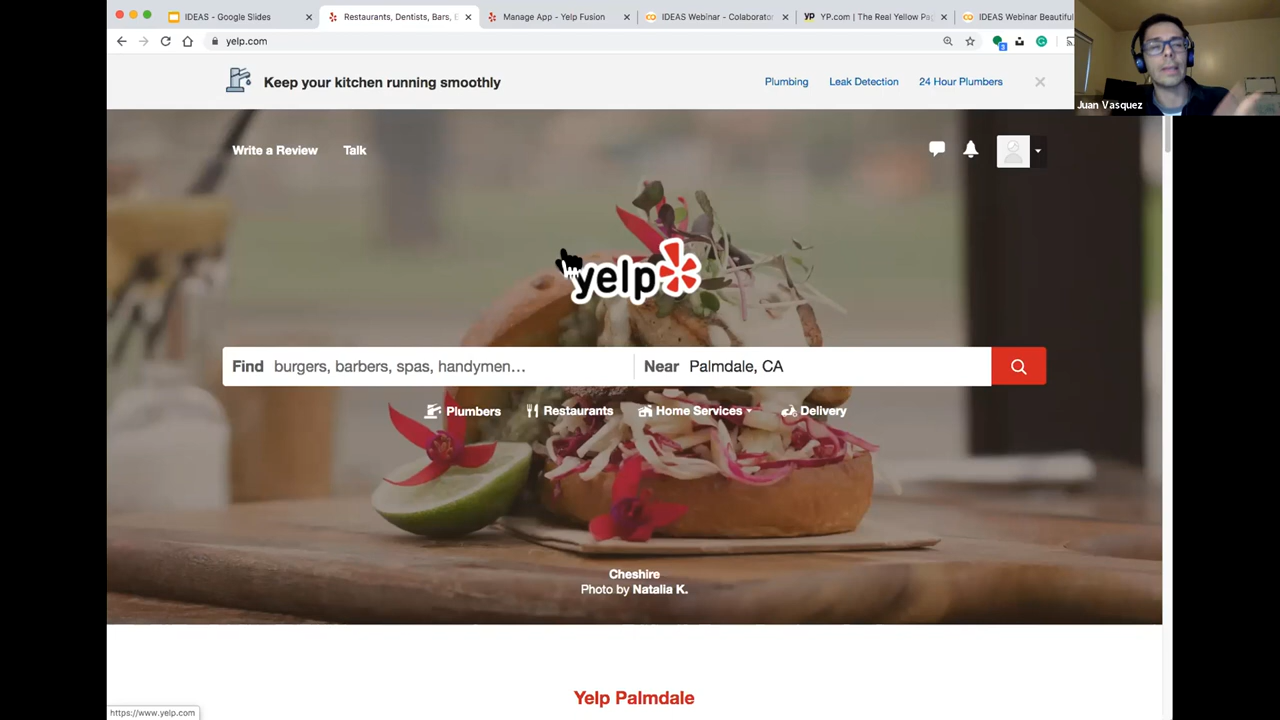 IDEAS - Google Slides
Restaurants, Dentists, Bars, E
Manage App - Yelp Fusion
IDEAS Webinar - Colaborator
YP.com | The Real Yellow Pa
IDEAS Webinar Beautiful
yelp.com
Keep your kitchen running smoothly
Plumbing
Leak Detection
24 Hour Plumbers
Juan Vasquez
Write a Review
Talk
yelp
Find burgers, barbers, spas, handymen…
Near Palmdale, CA
Plumbers
Restaurants
Home Services
Delivery
Cheshire
Photo by Natalia K.
Yelp Palmdale
https://www.yelp.com